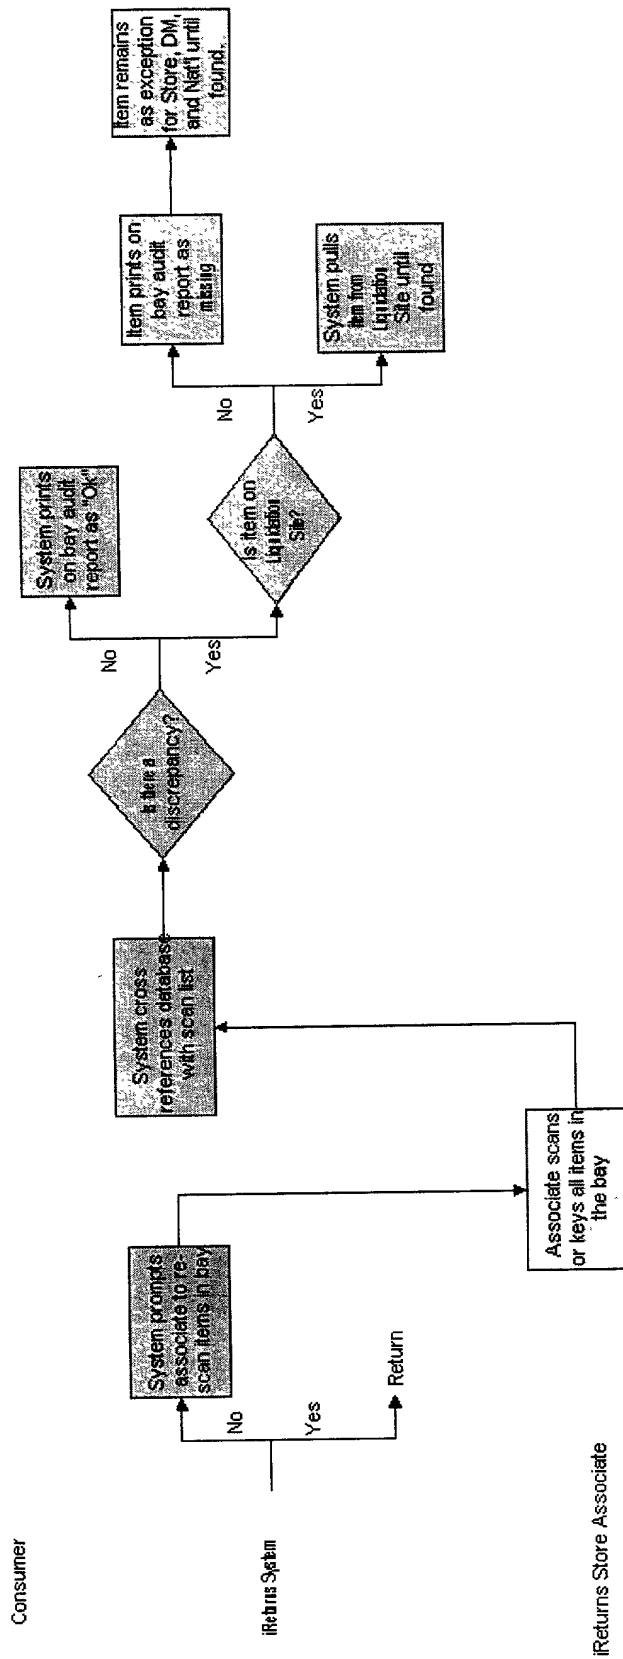 Consumer
iReturns System
iReturns Store Associate
No
Yes
Return
System prompts
associate to re-
scan items in bay
Associate scans
or keys all items in
the bay
System cross
references database
with scan list
Is there a
discrepancy?
No
Yes
System prints
on bay audit
report as "Ok"
Is item on
Liquidation
Site?
No
Yes
Item prints on
bay audit
report as
missing
System pulls
item from
Liquidation
Site until
found
Item remains
as exception
for Store, DM,
and Nat'l until
found.